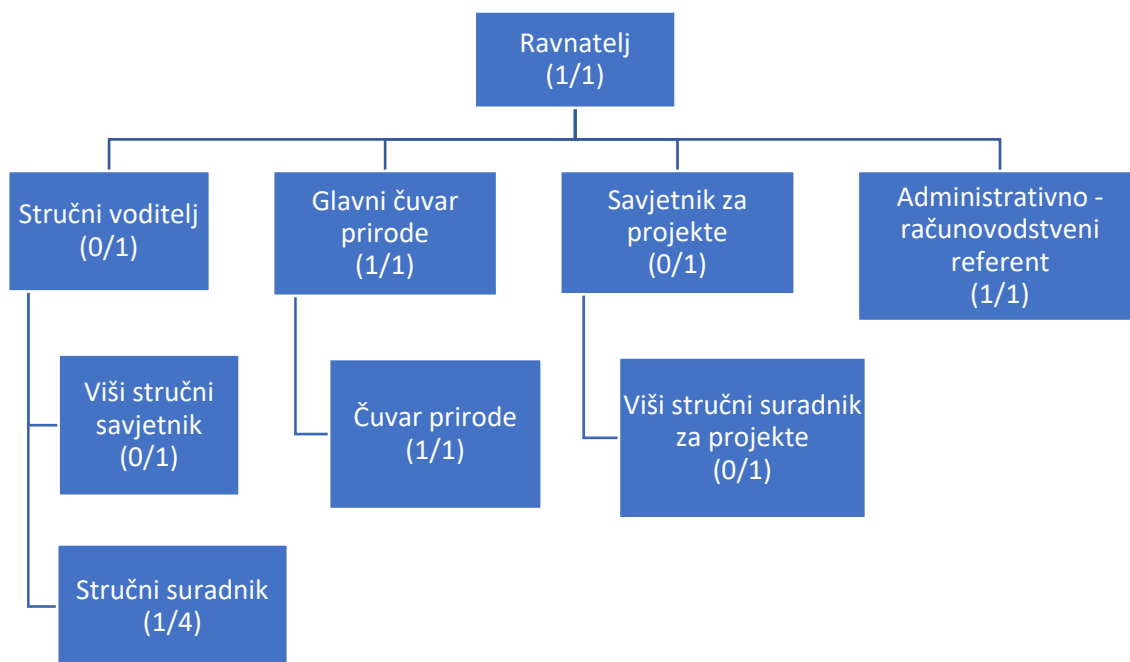 Ravnatelj
(1/1)
Stručni voditelj
(0/1)
Glavni čuvar
prirode
(1/1)
Savjetnik za
projekte
(0/1)
Administrativno -
računovodstveni
referent
(1/1)
Viši stručni
savjetnik
(0/1)
Čuvar prirode
(1/1)
Viši stručni suradnik
za projekte
(0/1)
Stručni suradnik
(1/4)